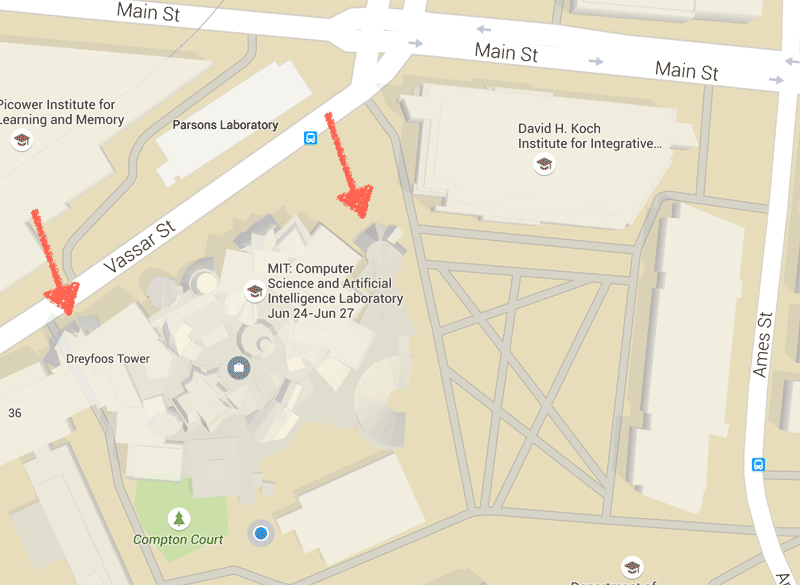 Main St
Main St
Main St
Picower Institute for
Learning and Memory
Parsons Laboratory
David H. Koch
Institute for Integrative...
Vassar St
MIT: Computer
Science and Artificial
Intelligence Laboratory
Jun 24-Jun 27
Dreyfoos Tower
Ames St
36
Compton Court
Department of